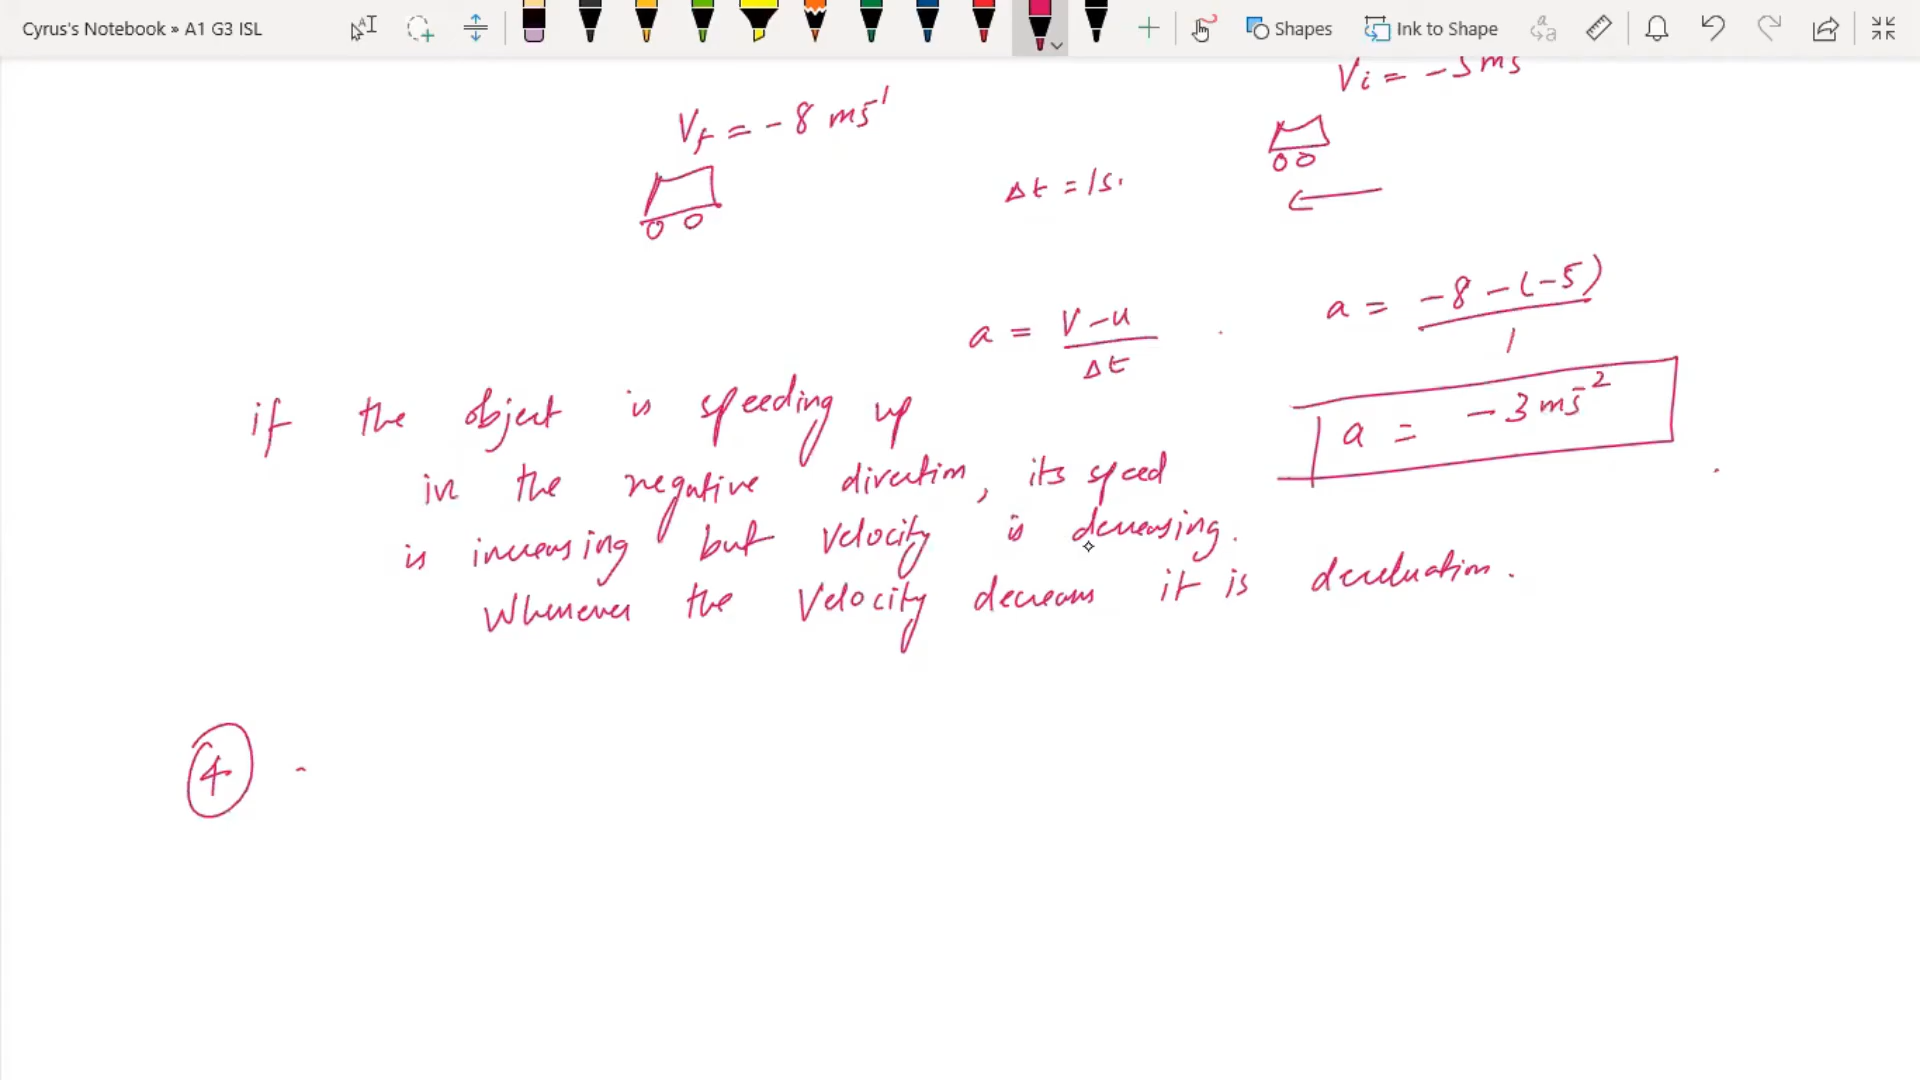 Cyrus's Notebook » A1 G3 ISL
Shapes
Ink to Shape
Vi = -5 ms
Vf = -8 ms⁻¹
Δt = 1s.
a = V-u / Δt
a = -8-(-5) / 1
a = -3 ms⁻²
if the object is speeding up
in the negative direction, its speed
is increasing but velocity is decreasing.
Whenever the Velocity decreases it is deceleration.
4 -